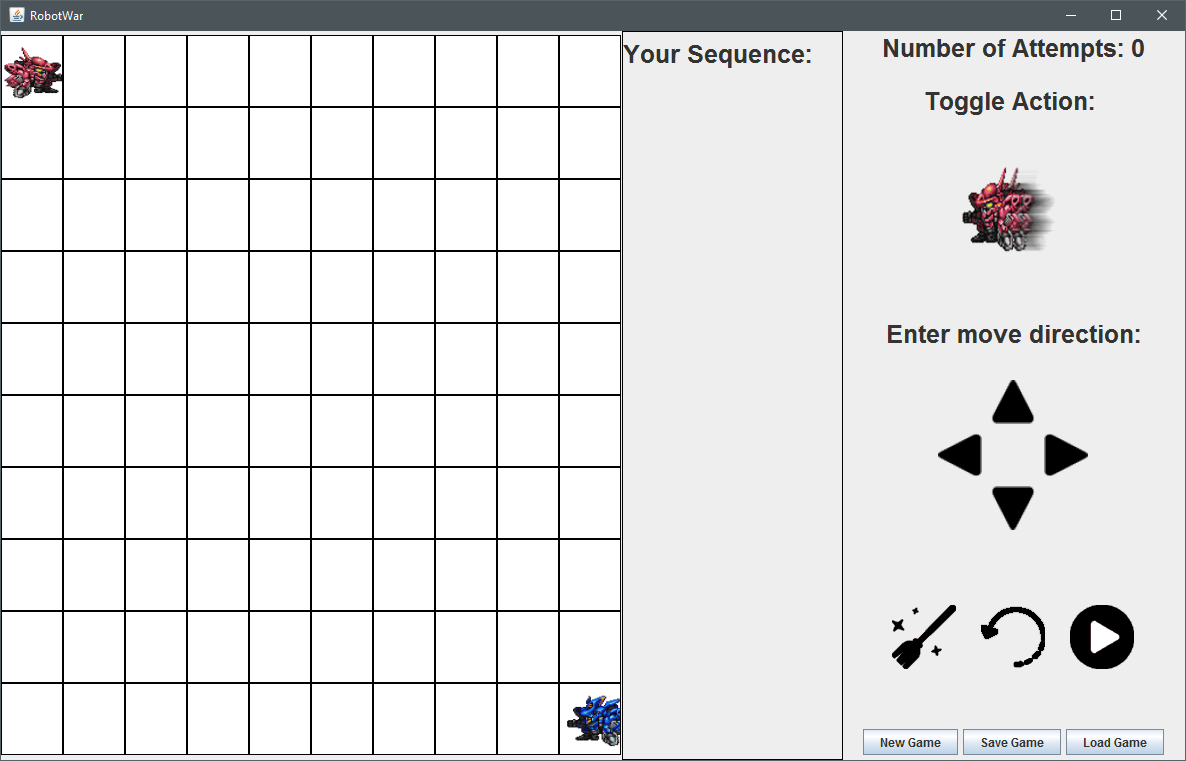 RobotWar
Your Sequence:
Number of Attempts: 0
Toggle Action:
Enter move direction:
New Game
Save Game
Load Game